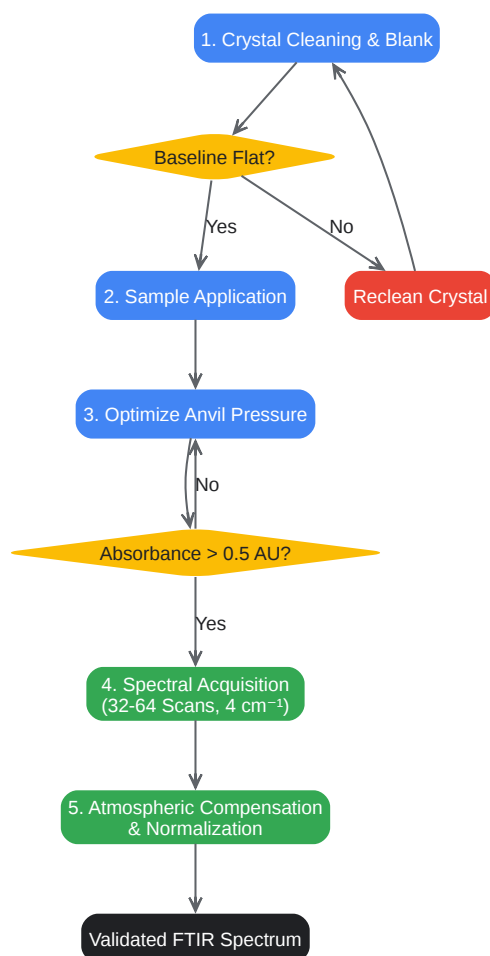 1. Crystal Cleaning & Blank
Baseline Flat?
Yes
No
2. Sample Application
Reclean Crystal
3. Optimize Anvil Pressure
No
Absorbance > 0.5 AU?
Yes
4. Spectral Acquisition
(32-64 Scans, 4 cm⁻¹)
5. Atmospheric Compensation
& Normalization
Validated FTIR Spectrum